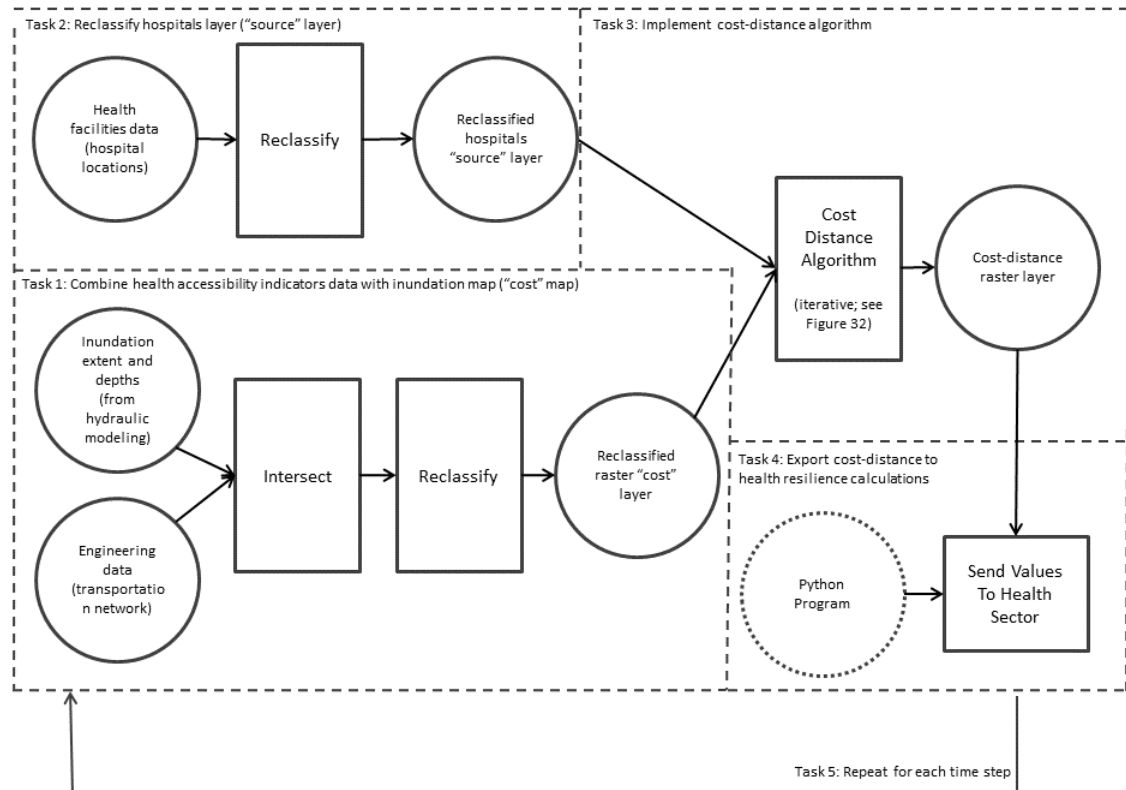 Task 2: Reclassify hospitals layer ("source" layer)
Task 3: Implement cost-distance algorithm
Health
facilities data
(hospital
locations)
Reclassify
Reclassified
hospitals
"source" layer
Cost
Distance
Algorithm
(iterative; see
Figure 32)
Cost-distance
raster layer
Task 1: Combine health accessibility indicators data with inundation map ("cost" map)
Inundation
extent and
depths
(from
hydraulic
modeling)
Engineering
data
(transportatio
n network)
Intersect
Reclassify
Reclassified
raster "cost"
layer
Task 4: Export cost-distance to
health resilience calculations
Python
Program
Send Values
To Health
Sector
Task 5: Repeat for each time step